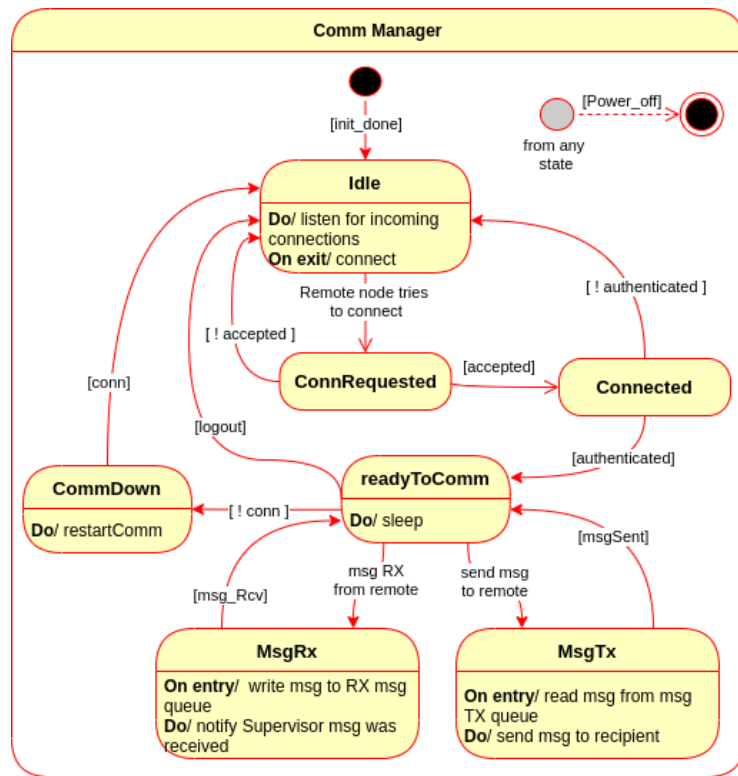 Comm Manager
[init_done]
[Power_off]
from any
state
Idle
Do/ listen for incoming
connections
On exit/ connect
Remote node tries
to connect
[ ! authenticated ]
[ ! accepted ]
[conn]
ConnRequested
[accepted]
Connected
[logout]
[authenticated]
CommDown
Do/ restartComm
[ ! conn ]
readyToComm
Do/ sleep
[msgSent]
[msg_Rcv]
msg RX
from remote
send msg
to remote
MsgRx
On entry/ write msg to RX msg
queue
Do/ notify Supervisor msg was
received
MsgTx
On entry/ read msg from msg
TX queue
Do/ send msg to recipient